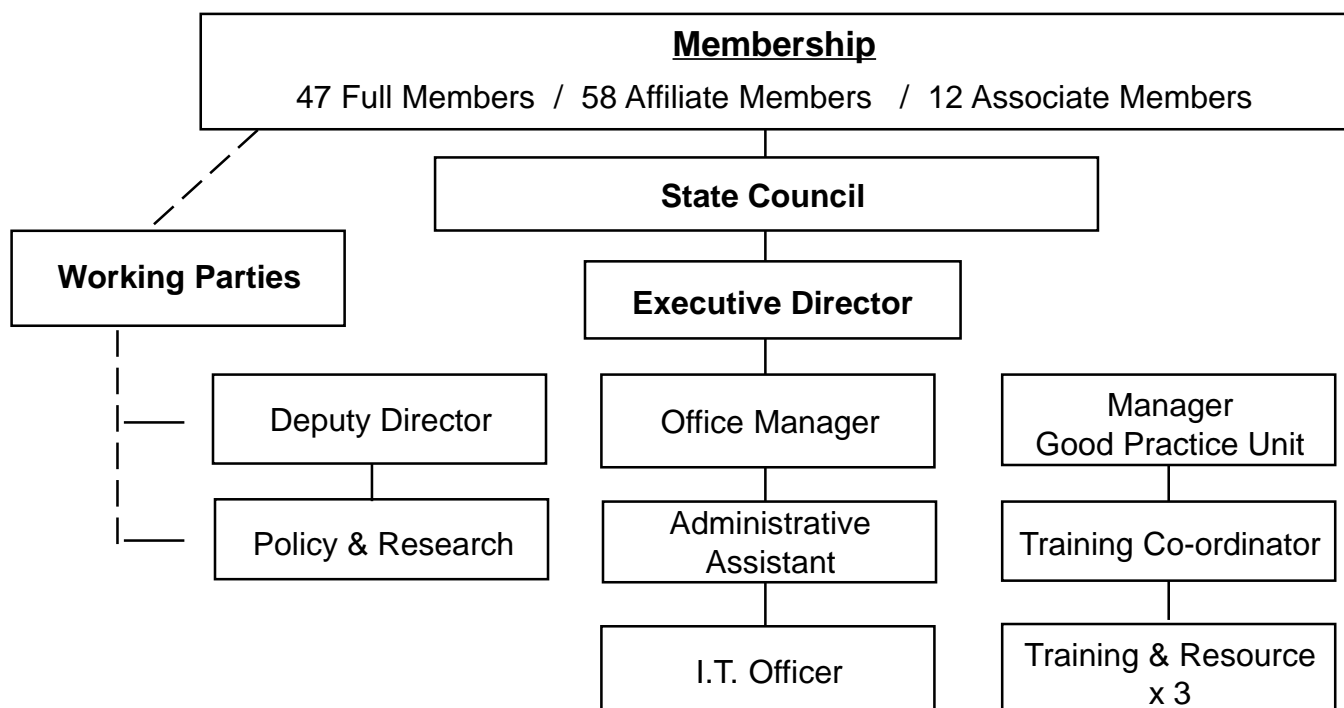 Membership
47 Full Members / 58 Affiliate Members / 12 Associate Members
State Council
Working Parties
Executive Director
Deputy Director
Office Manager
Manager
Good Practice Unit
Policy & Research
Administrative
Assistant
Training Co-ordinator
I.T. Officer
Training & Resource
x 3